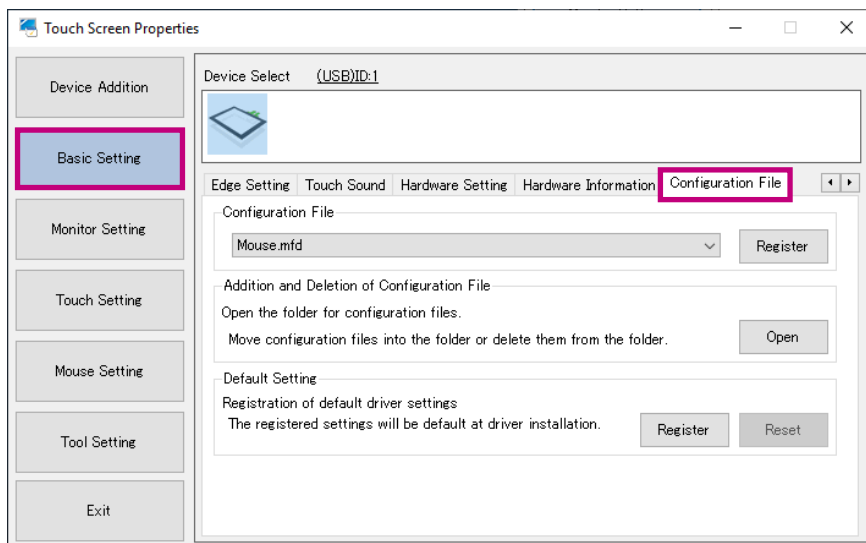 Touch Screen Properties
Device Addition
Basic Setting
Monitor Setting
Touch Setting
Mouse Setting
Tool Setting
Exit
Device Select (USB)ID:1
Edge Setting Touch Sound Hardware Setting Hardware Information Configuration File
Configuration File
Mouse.mfd Register
Addition and Deletion of Configuration File
Open the folder for configuration files.
Move configuration files into the folder or delete them from the folder. Open
Default Setting
Registration of default driver settings
The registered settings will be default at driver installation. Register Reset